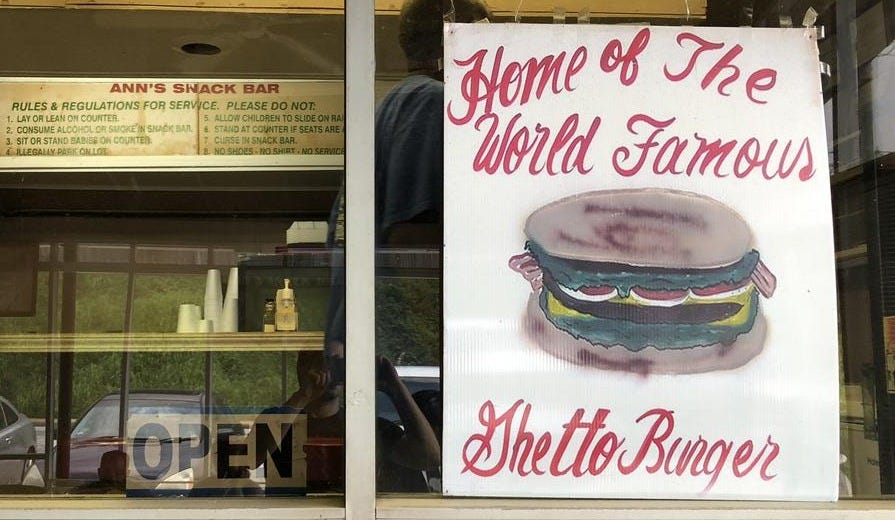 ANN'S SNACK BAR
RULES & REGULATIONS FOR SERVICE. PLEASE DO NOT:
1. LAY OR LEAN ON COUNTER.
2. CONSUME ALCOHOL OR SMOKE IN SNACK BAR.
3. SIT OR STAND BABIES ON COUNTER.
4. ILLEGALLY PARK ON LOT.
5. ALLOW CHILDREN TO SLIDE ON
6. STAND AT COUNTER IF SEATS ARE
7. CURSE IN SNACK BAR.
8. NO SHOES - NO SHIRT - NO SERVICE
OPEN
Home of The
World Famous
Ghetto Burger